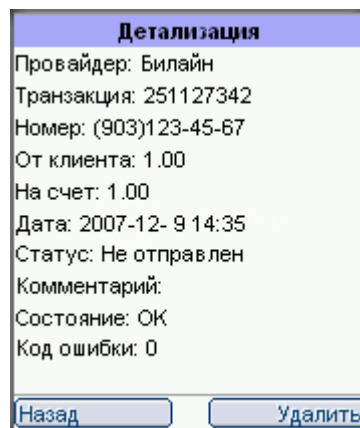 Детализация
Провайдер: Билайн
Транзакция: 251127342
Номер: (903)123-45-67
От клиента: 1.00
На счет: 1.00
Дата: 2007-12- 9 14:35
Статус: Не отправлен
Комментарий:
Состояние: OK
Код ошибки: 0
Назад Удалить